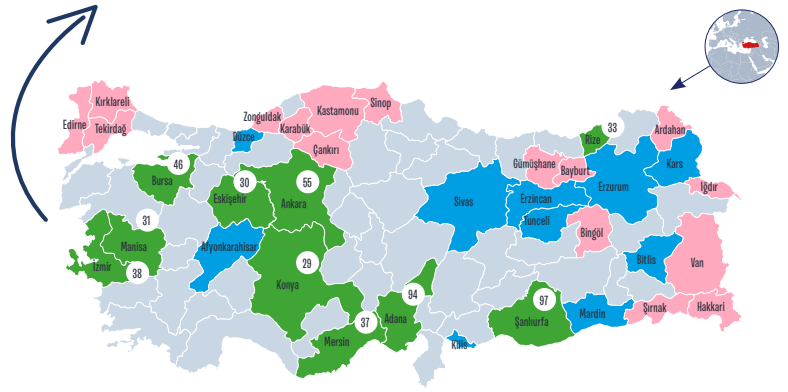 Kırklareli
Edirne
Tekirdağ
Zonguldak
Düzce
Karabük
Kastamonu
Sinop
Çankırı
33
Rize
Ardahan
Kars
Iğdır
Gümüşhane
Bayburt
Erzurum
46
Bursa
30
Eskişehir
55
Ankara
Sivas
Erzincan
Tunceli
Bingöl
31
Manisa
İzmir
38
Afyonkarahisar
29
Konya
Bitlis
Van
94
Adana
37
Mersin
Kilis
97
Şanlıurfa
Mardin
Şırnak
Hakkari